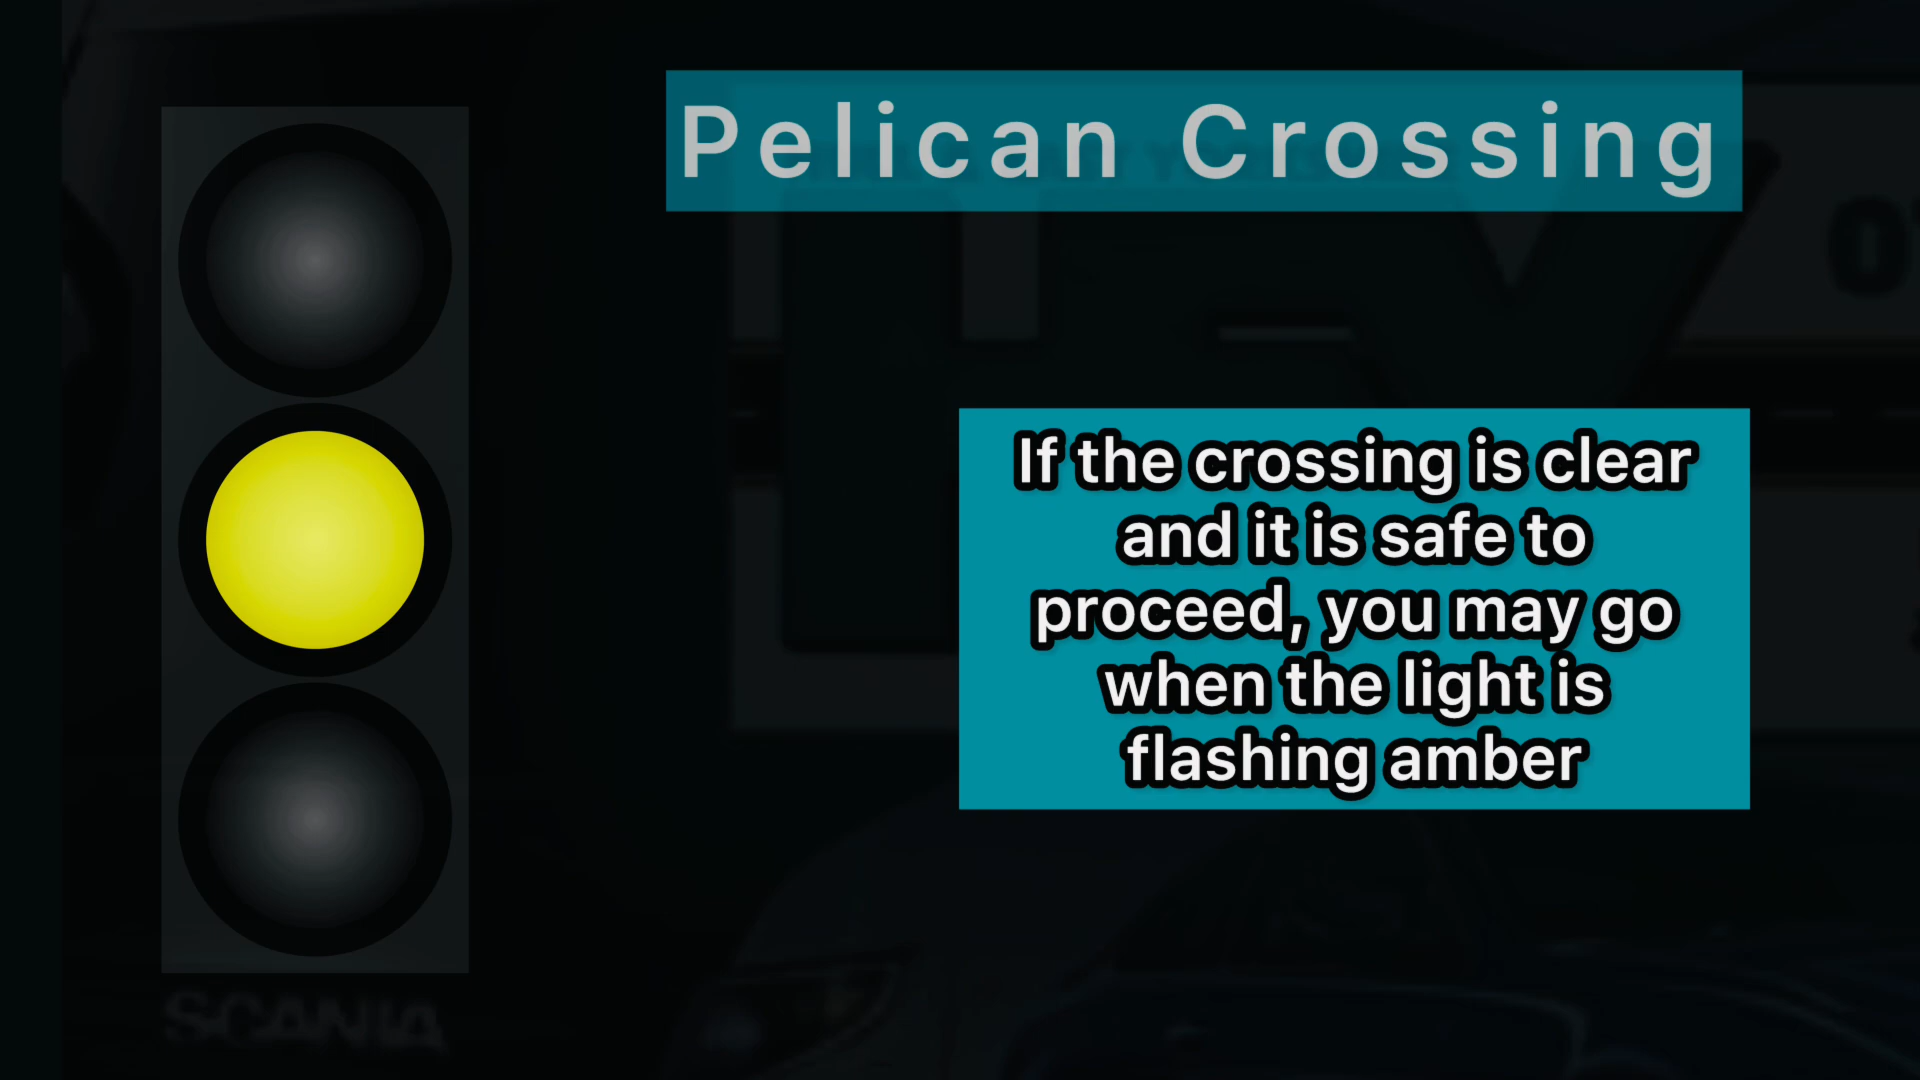 Pelican Crossing
If the crossing is clear
and it is safe to
proceed, you may go
when the light is
flashing amber
SCANIA